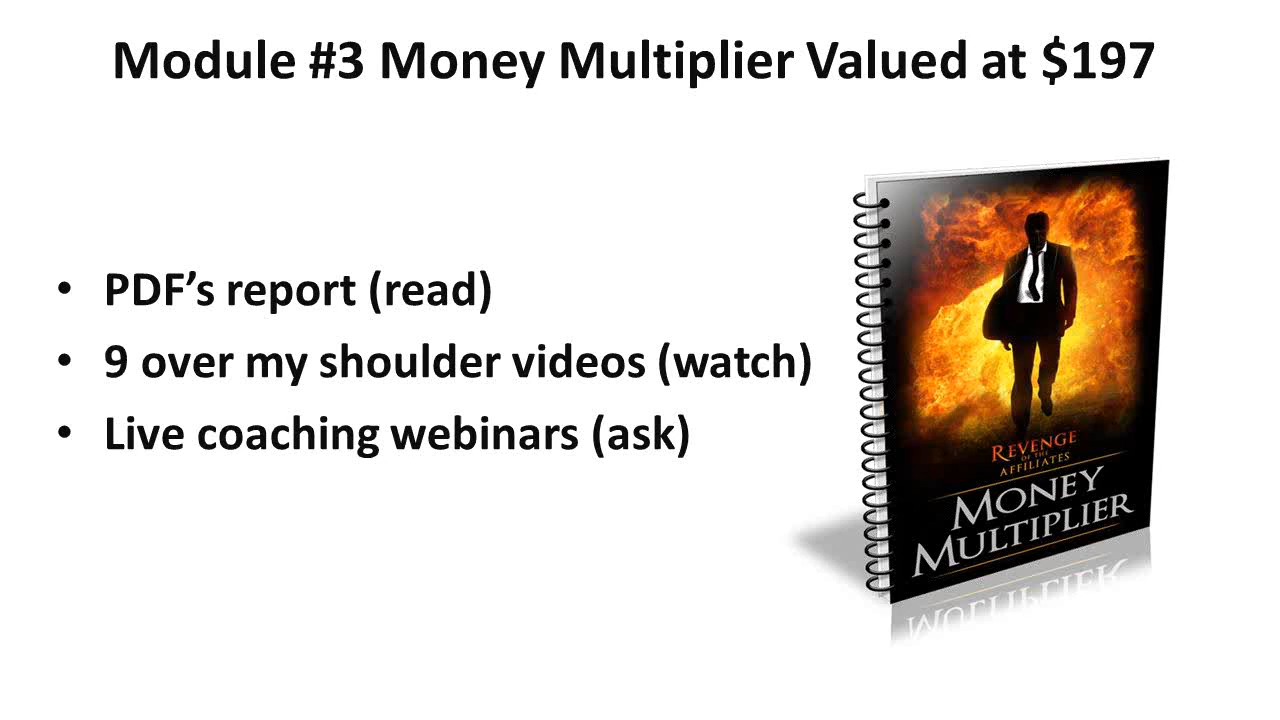 Module #3 Money Multiplier Valued at $197
• PDF’s report (read)
• 9 over my shoulder videos (watch)
• Live coaching webinars (ask)
REVENGE
OF THE
AFFILIATES
MONEY
MULTIPLIER